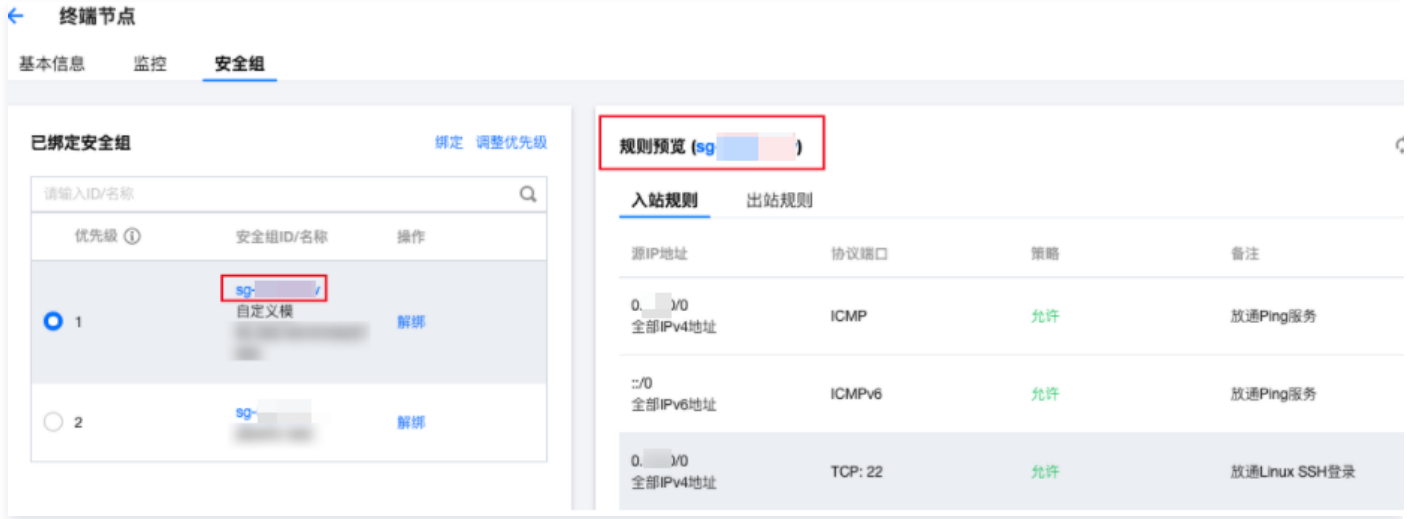 终端节点
基本信息 监控 安全组
已绑定安全组 绑定 调整优先级
请输入ID/名称
优先级 安全组ID/名称 操作
sg-
自定义模
1 解绑
sg-
2 解绑
规则预览 (sg )
入站规则 出站规则
源IP地址 协议端口 策略 备注
0. /0
全部IPv4地址 ICMP 允许 放通Ping服务
::/0
全部IPv6地址 ICMPv6 允许 放通Ping服务
0. /0
全部IPv4地址 TCP: 22 允许 放通Linux SSH登录